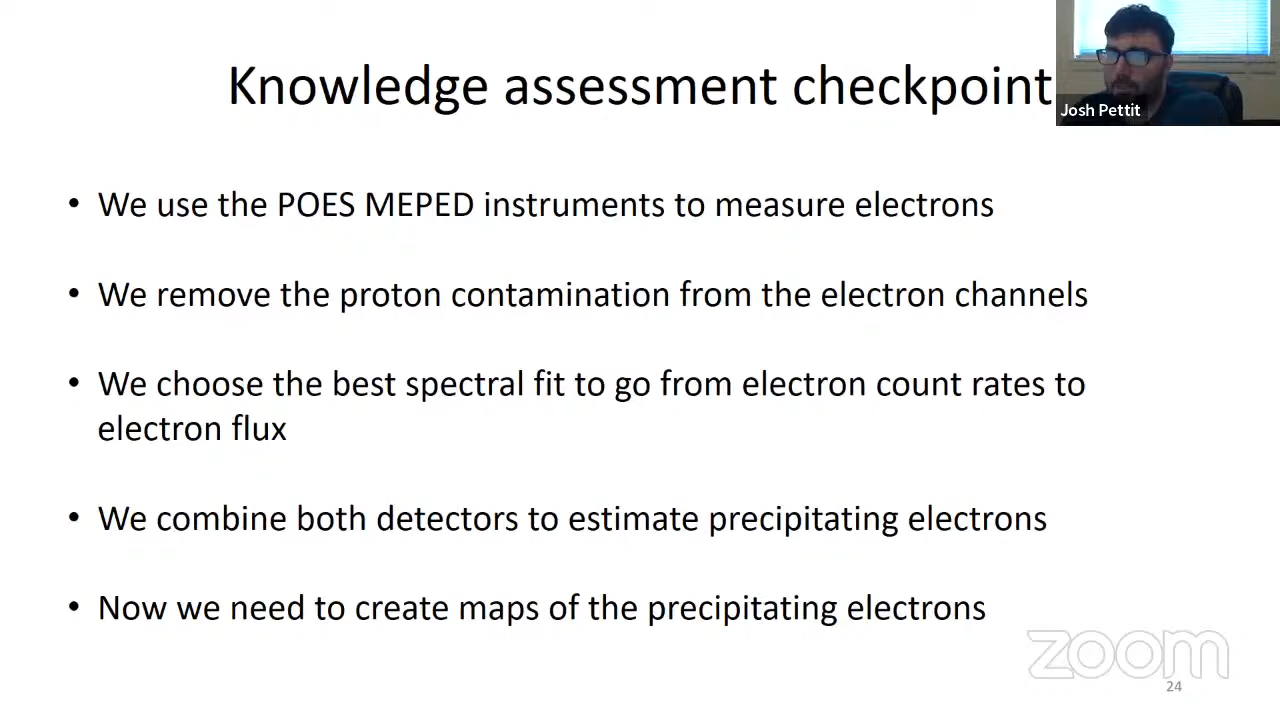 Knowledge assessment checkpoint
Josh Pettit
• We use the POES MEPED instruments to measure electrons
• We remove the proton contamination from the electron channels
• We choose the best spectral fit to go from electron count rates to
electron flux
• We combine both detectors to estimate precipitating electrons
• Now we need to create maps of the precipitating electrons
zoom
24